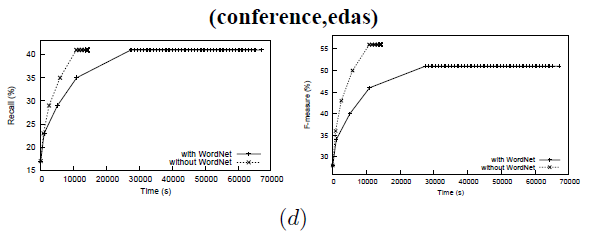 (conference,edas)
Recall (%)
40
35
30
25
20
15
0 10000 20000 30000 40000 50000 60000 70000
Time (s)
with WordNet
without WordNet
F-measure (%)
55
50
45
40
35
30
0 10000 20000 30000 40000 50000 60000 70000
Time (s)
with WordNet
without WordNet
(d)